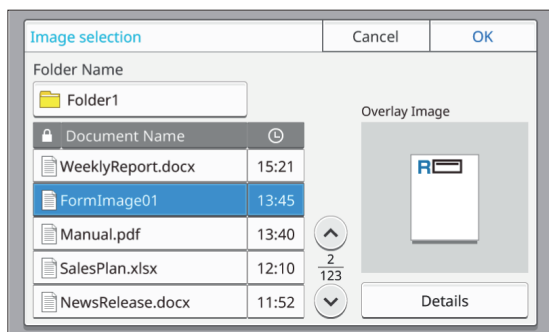 Image selection
Cancel
OK
Folder Name
Folder1
Overlay Image
Document Name
WeeklyReport.docx 15:21
FormImage01 13:45
Manual.pdf 13:40
SalesPlan.xlsx 12:10
NewsRelease.docx 11:52
2
123
R
Details